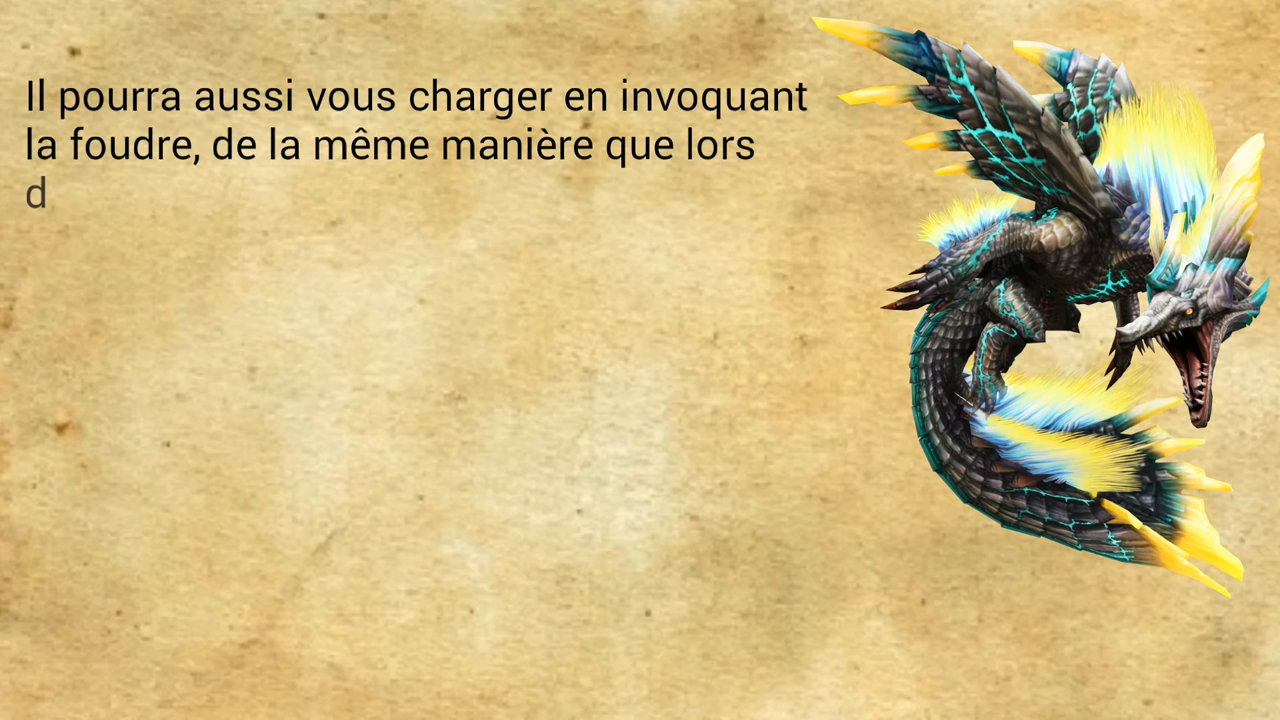 Il pourra aussi vous charger en invoquant
la foudre, de la même manière que lors
d